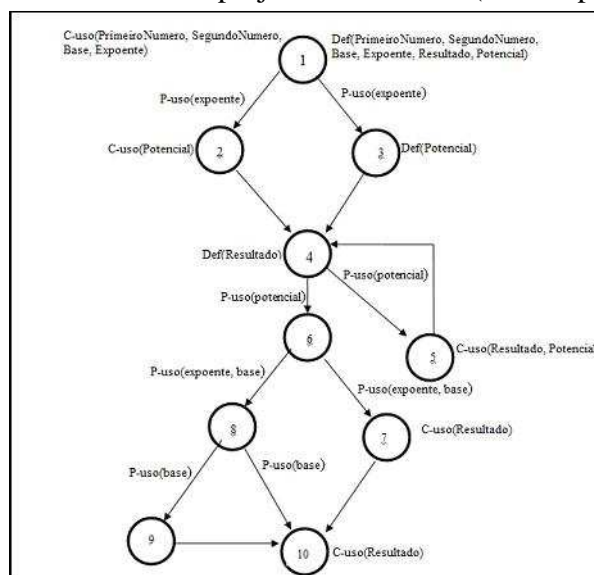 C-uso(PrimeiroNumero, SegundoNumero,
Base, Expoente)
Def(PrimeiroNumero, SegundoNumero,
Base, Expoente, Resultado, Potencial)
1
P-uso(expoente)
P-uso(expoente)
C-uso(Potencial)
2
3
Def(Potencial)
Def(Resultado)
4
P-uso(potencial)
P-uso(potencial)
6
5
C-uso(Resultado, Potencial
P-uso(expoente, base)
P-uso(expoente, base)
8
7
C-uso(Resultado)
P-uso(base)
P-uso(base)
9
10
C-uso(Resultado)